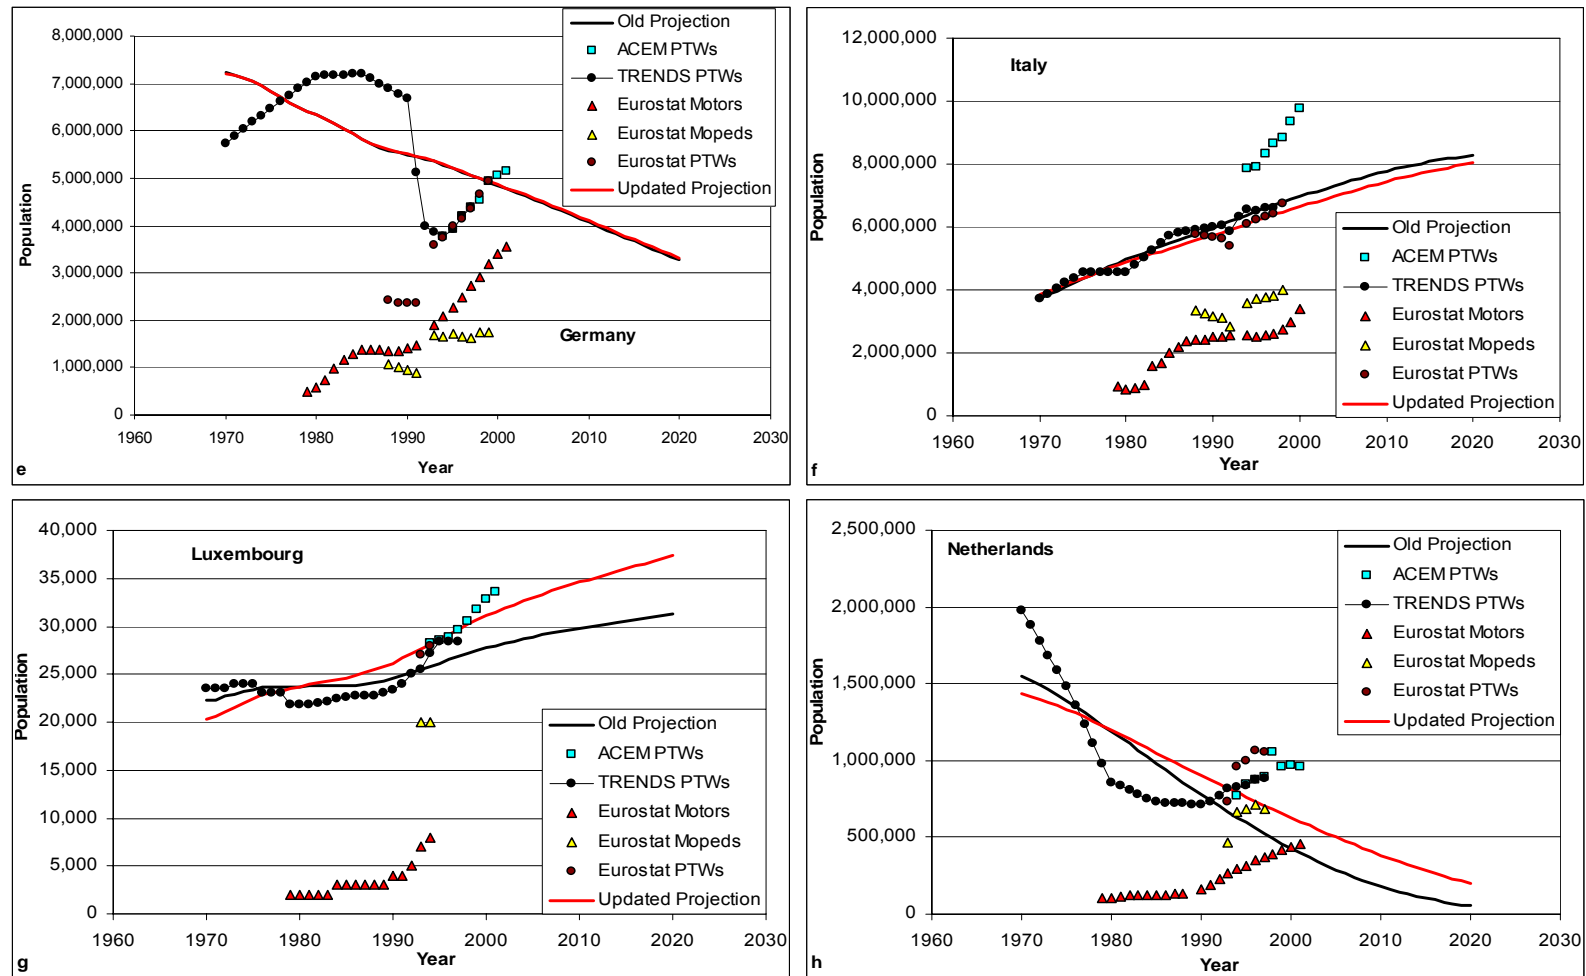 8,000,000
7,000,000
6,000,000
5,000,000
4,000,000
3,000,000
2,000,000
1,000,000
0
Population
1960 1970 1980 1990 2000 2010 2020 2030
Year
Germany
Old Projection
ACEM PTWs
TRENDS PTWs
Eurostat Motors
Eurostat Mopeds
Eurostat PTWs
Updated Projection
e
12,000,000
10,000,000
8,000,000
6,000,000
4,000,000
2,000,000
0
Population
1960 1970 1980 1990 2000 2010 2020 2030
Year
Italy
Old Projection
ACEM PTWs
TRENDS PTWs
Eurostat Motors
Eurostat Mopeds
Eurostat PTWs
Updated Projection
f
40,000
35,000
30,000
25,000
20,000
15,000
10,000
5,000
0
Population
1960 1970 1980 1990 2000 2010 2020 2030
Year
Luxembourg
Old Projection
ACEM PTWs
TRENDS PTWs
Eurostat Motors
Eurostat Mopeds
Eurostat PTWs
Updated Projection
g
2,500,000
2,000,000
1,500,000
1,000,000
500,000
0
Population
1960 1970 1980 1990 2000 2010 2020 2030
Year
Netherlands
Old Projection
ACEM PTWs
TRENDS PTWs
Eurostat Motors
Eurostat Mopeds
Eurostat PTWs
Updated Projection
h